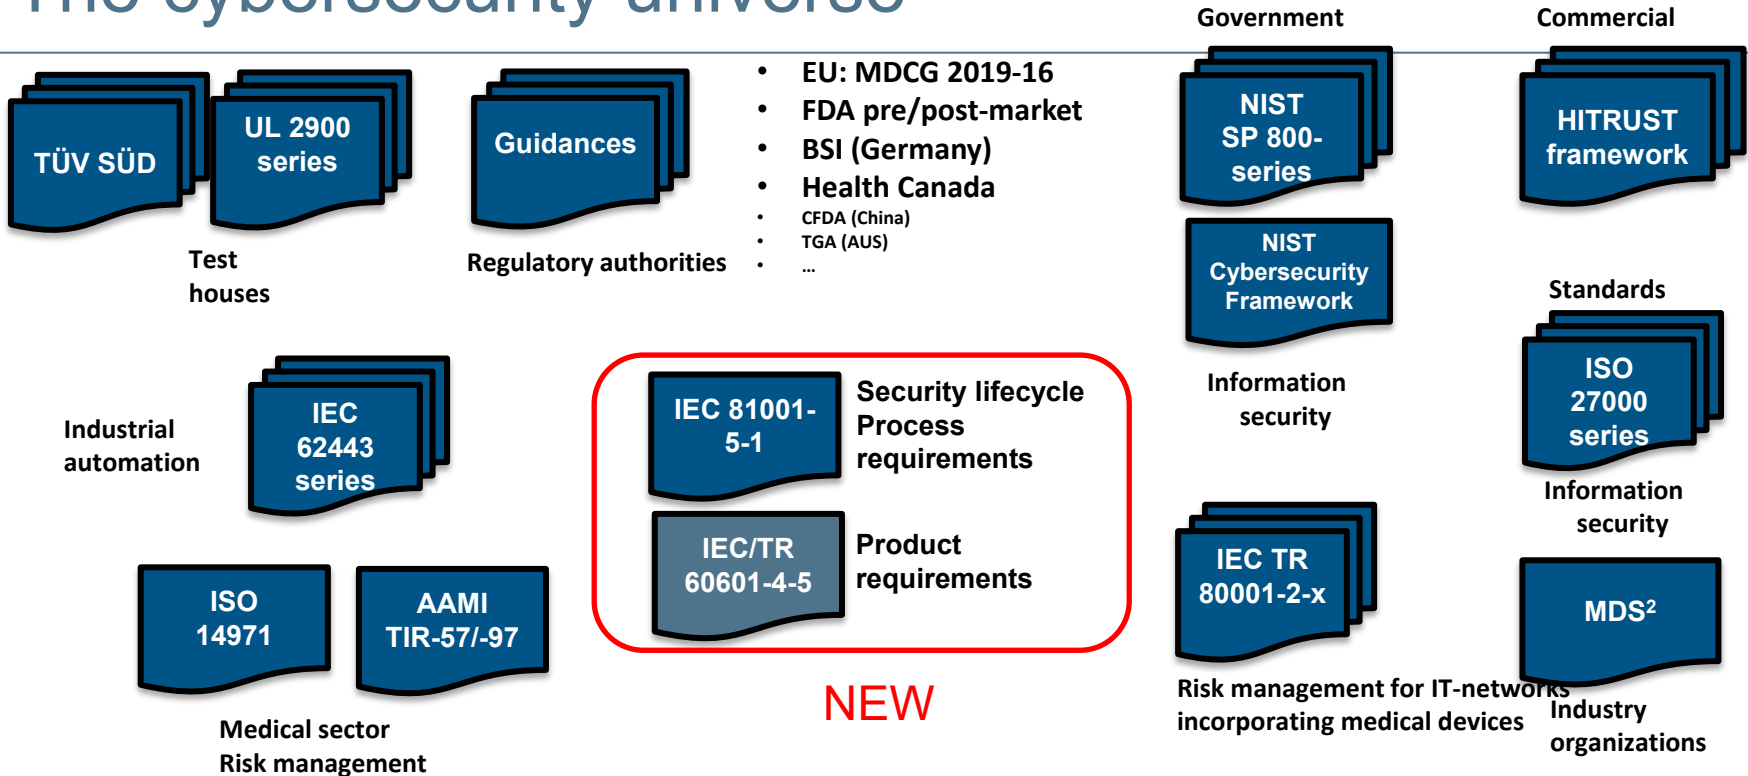 The cybersecurity universe
Government
Commercial
TÜV SÜD
UL 2900
series
Test
houses
Guidances
Regulatory authorities
• EU: MDCG 2019-16
• FDA pre/post-market
• BSI (Germany)
• Health Canada
• CFDA (China)
• TGA (AUS)
• ...
NIST
SP 800-
series
NIST
Cybersecurity
Framework
Information
security
HITRUST
framework
Standards
ISO
27000
series
Information
security
Industrial
automation
IEC
62443
series
IEC 81001-
5-1
Security lifecycle
Process
requirements
IEC/TR
60601-4-5
Product
requirements
NEW
ISO
14971
AAMI
TIR-57/-97
Medical sector
Risk management
IEC TR
80001-2-x
Risk management for IT-networks
incorporating medical devices
MDS²
Industry
organizations